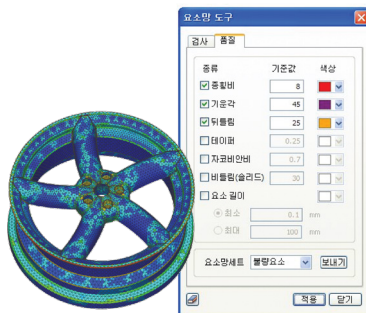 요소망 도구
검사 품질
종류 기준값 색상
종횡비 8
기운각 45
뒤틀림 25
테이퍼 0.25
자코비안비 0.7
비틀림(솔리드) 30
요소 길이
최소 0.1 mm
최대 100 mm
요소망세트 불량요소 보내기
적용 닫기